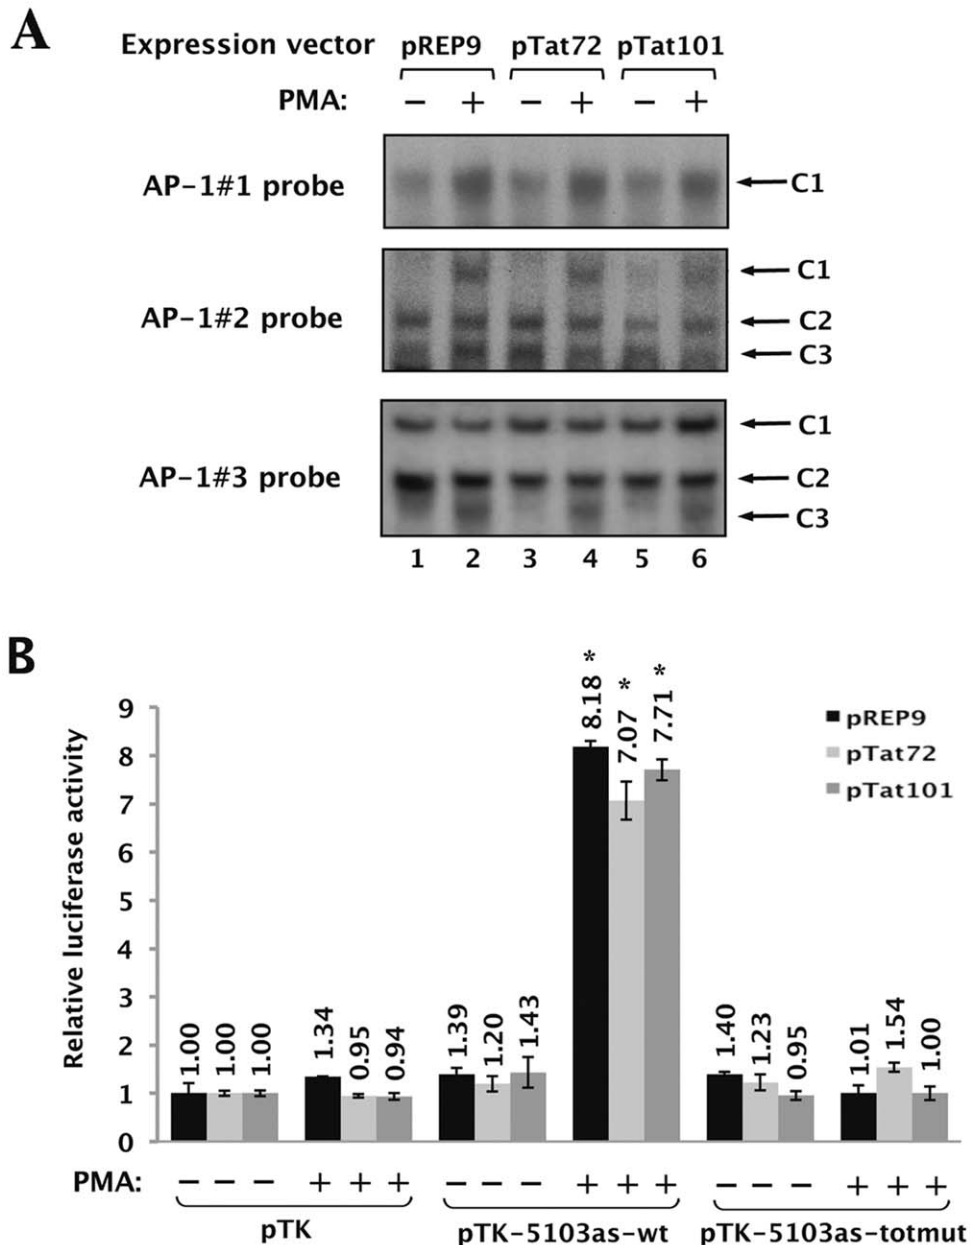 A
Expression vector pREP9 pTat72 pTat101
PMA: − + − + − +
AP-1#1 probe C1
C1
AP-1#2 probe C2
C3
C1
AP-1#3 probe C2
C3
1 2 3 4 5 6
B
Relative luciferase activity
9
8
7
6
5
4
3
2
1
0
1.00 1.00 1.00 1.34 0.95 0.94 1.39 1.20 1.43 8.18 * 7.07 * 7.71 * 1.40 1.23 0.95 1.01 1.54 1.00
pREP9
pTat72
pTat101
PMA: − − − + + + − − − + + + − − − + + +
pTK pTK-5103as-wt pTK-5103as-totmut